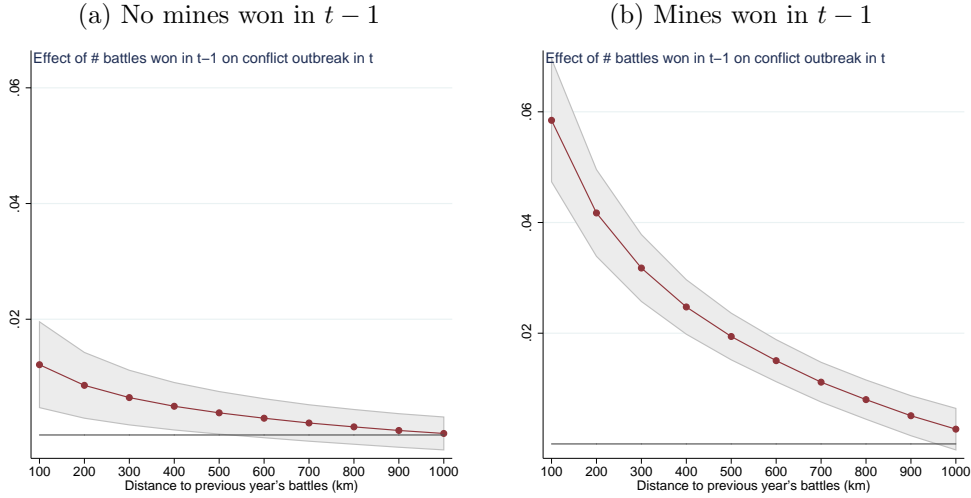 (a) No mines won in t − 1
Effect of # battles won in t−1 on conflict outbreak in t
.06
.04
.02
100 200 300 400 500 600 700 800 900 1000
Distance to previous year's battles (km)
(b) Mines won in t − 1
Effect of # battles won in t−1 on conflict outbreak in t
.06
.04
.02
100 200 300 400 500 600 700 800 900 1000
Distance to previous year's battles (km)